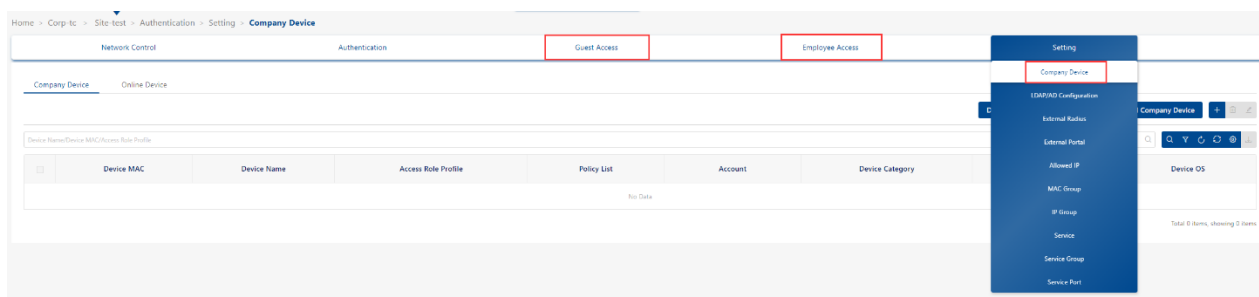 Home > Corp-tc > Site-test > Authentication > Setting > Company Device
Network Control Authentication Guest Access Employee Access Setting
Company Device Online Device
Company Device
LDAP/AD Configuration
Company Device
External Radius
Device Name/Device MAC/Access Role Profile
External Portal
Device MAC Device Name Access Role Profile Policy List Account Device Category Device OS
Allowed IP
MAC Group
No Data
IP Group
Total 0 items, showing 0 items
Service
Service Group
Service Port